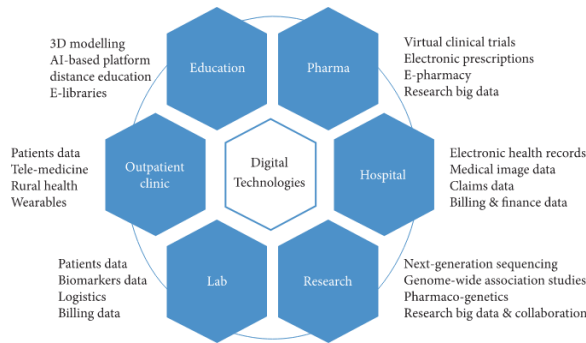 3D modelling
AI-based platform
distance education
E-libraries
Education
Pharma
Virtual clinical trials
Electronic prescriptions
E-pharmacy
Research big data
Patients data
Tele-medicine
Rural health
Wearables
Outpatient
clinic
Digital
Technologies
Hospital
Electronic health records
Medical image data
Claims data
Billing & finance data
Patients data
Biomarkers data
Logistics
Billing data
Lab
Research
Next-generation sequencing
Genome-wide association studies
Pharmaco-genetics
Research big data & collaboration